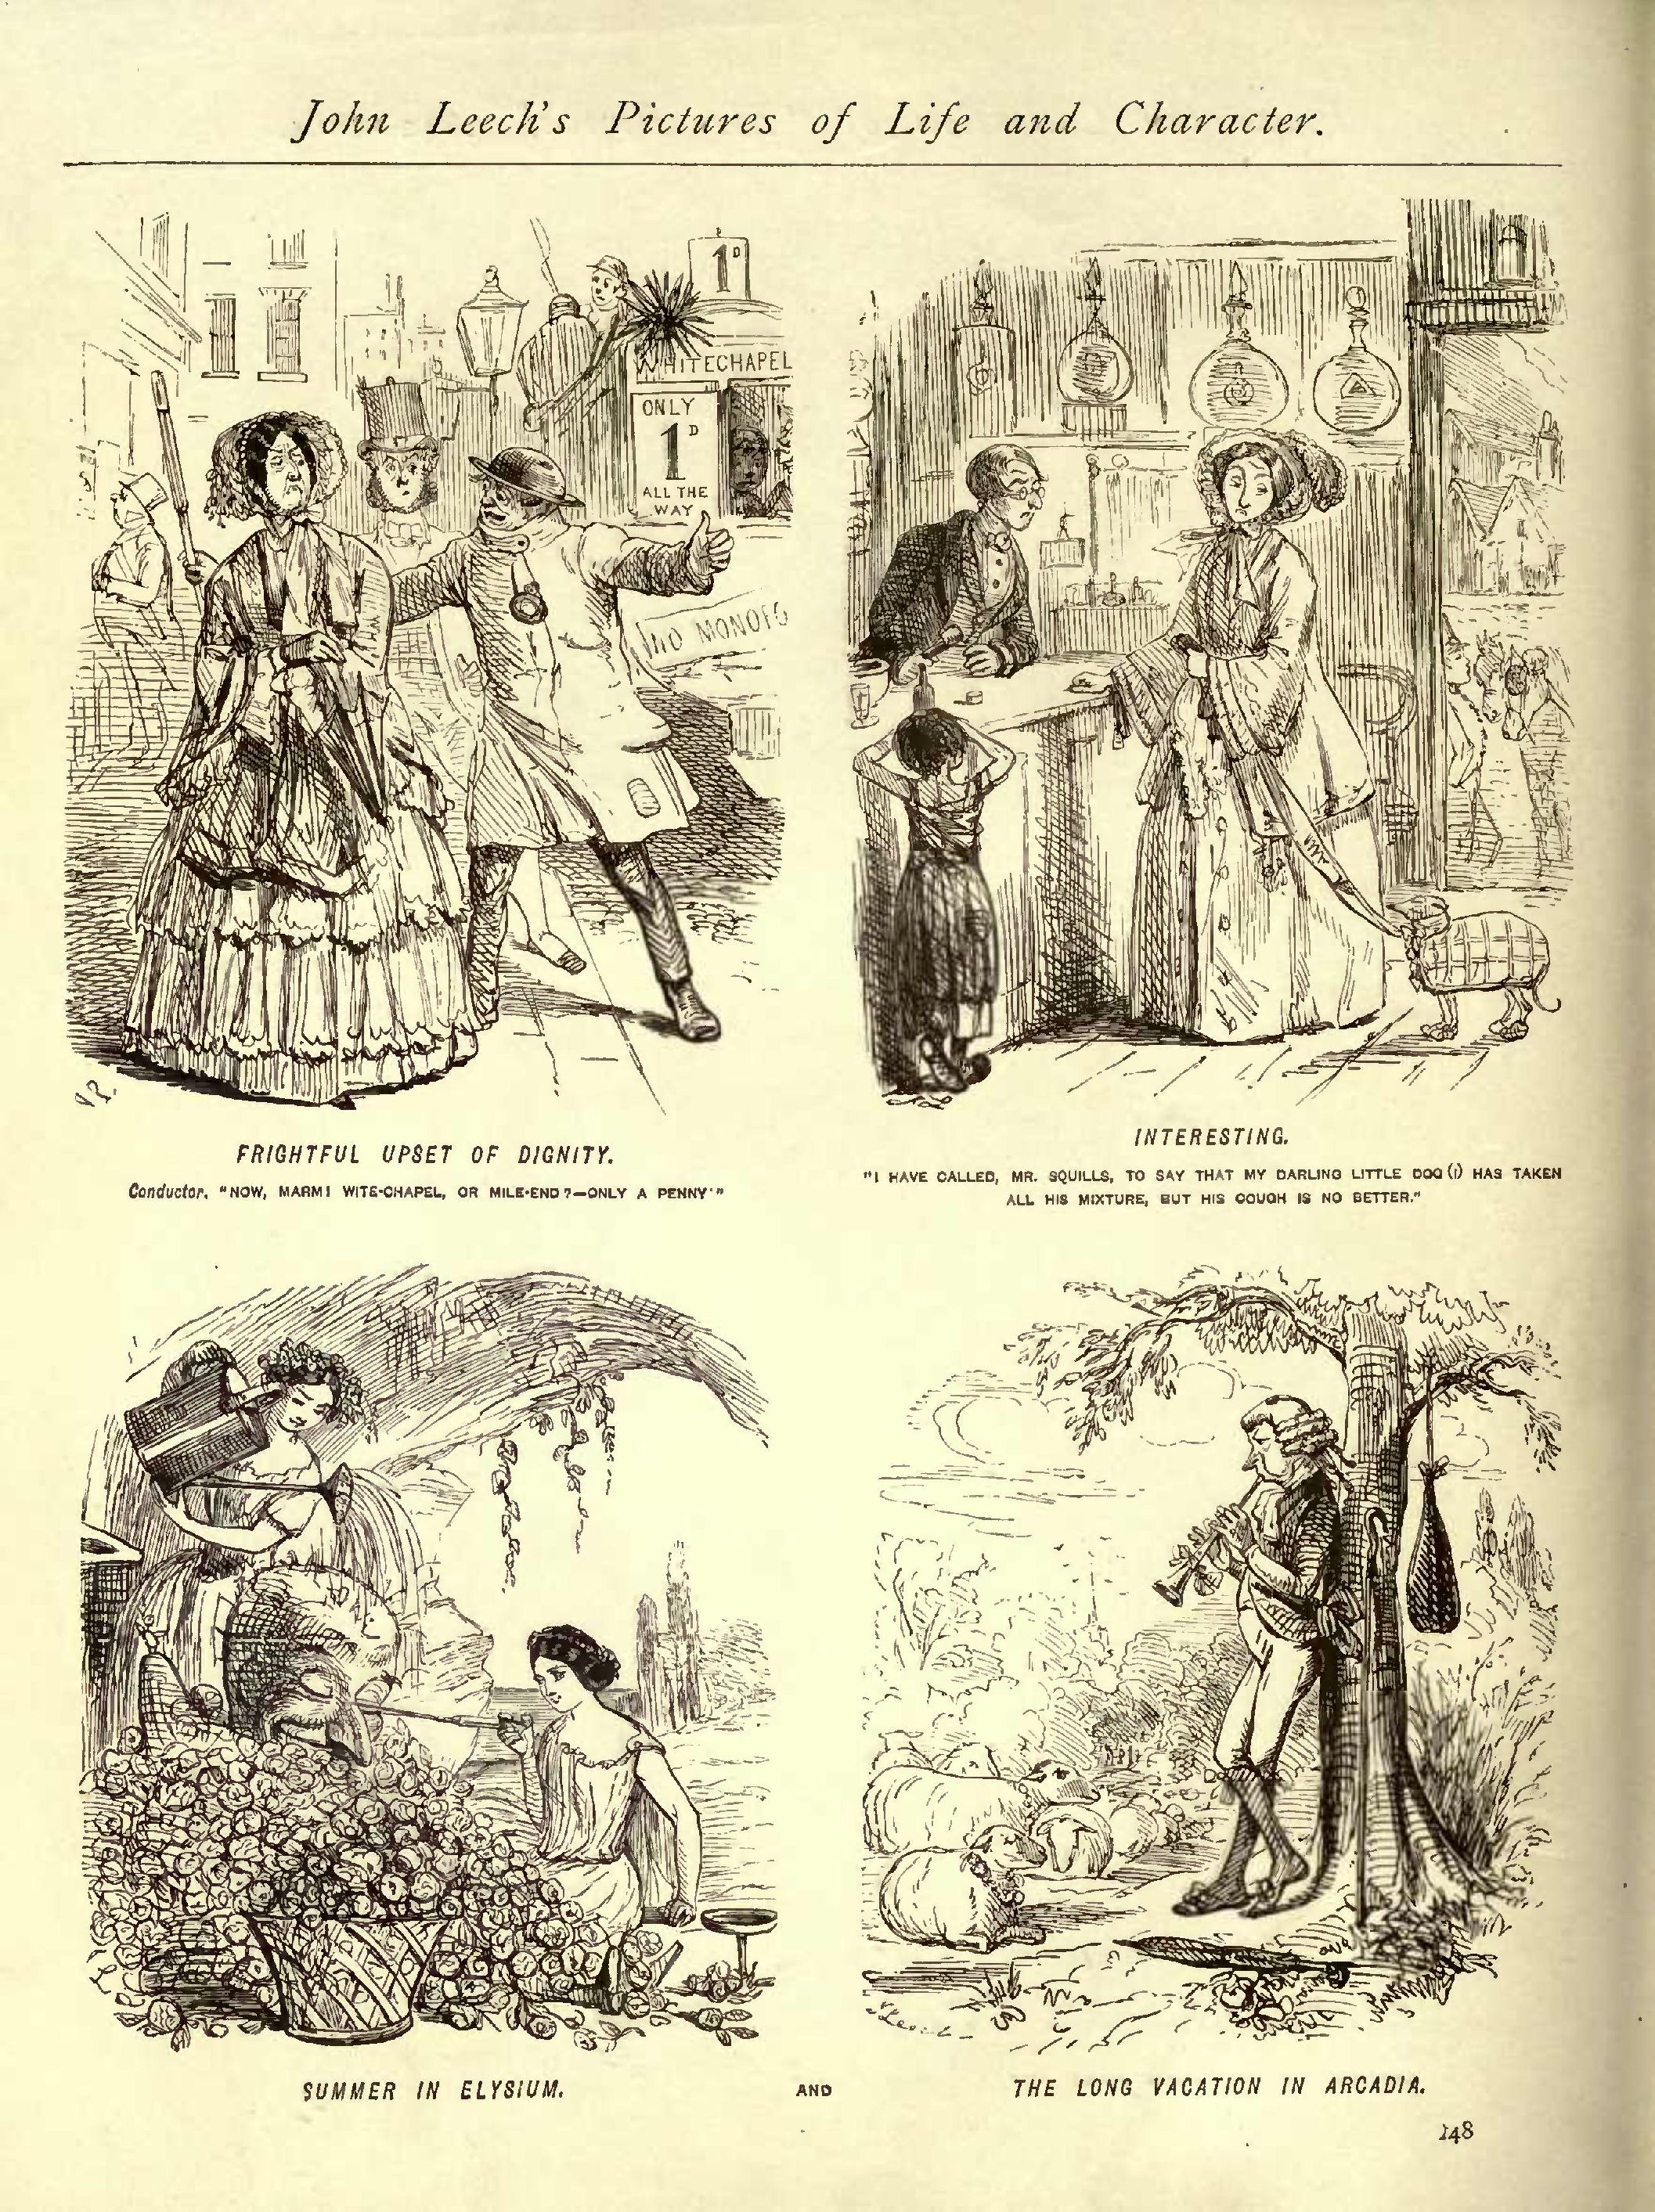 John Leech's Pictures of Life and Character.
1D
WHITECHAPEL
ONLY
1D
ALL THE
WAY
NO MONOPO
FRIGHTFUL UPSET OF DIGNITY.
Conductor. "NOW, MARM! WITE-CHAPEL, OR MILE-END?—ONLY A PENNY!"
INTERESTING.
"I HAVE CALLED, MR. SQUILLS, TO SAY THAT MY DARLING LITTLE DOG (!) HAS TAKEN
ALL HIS MIXTURE, BUT HIS COUGH IS NO BETTER."
J Leech
SUMMER IN ELYSIUM.
AND
THE LONG VACATION IN ARCADIA.
148